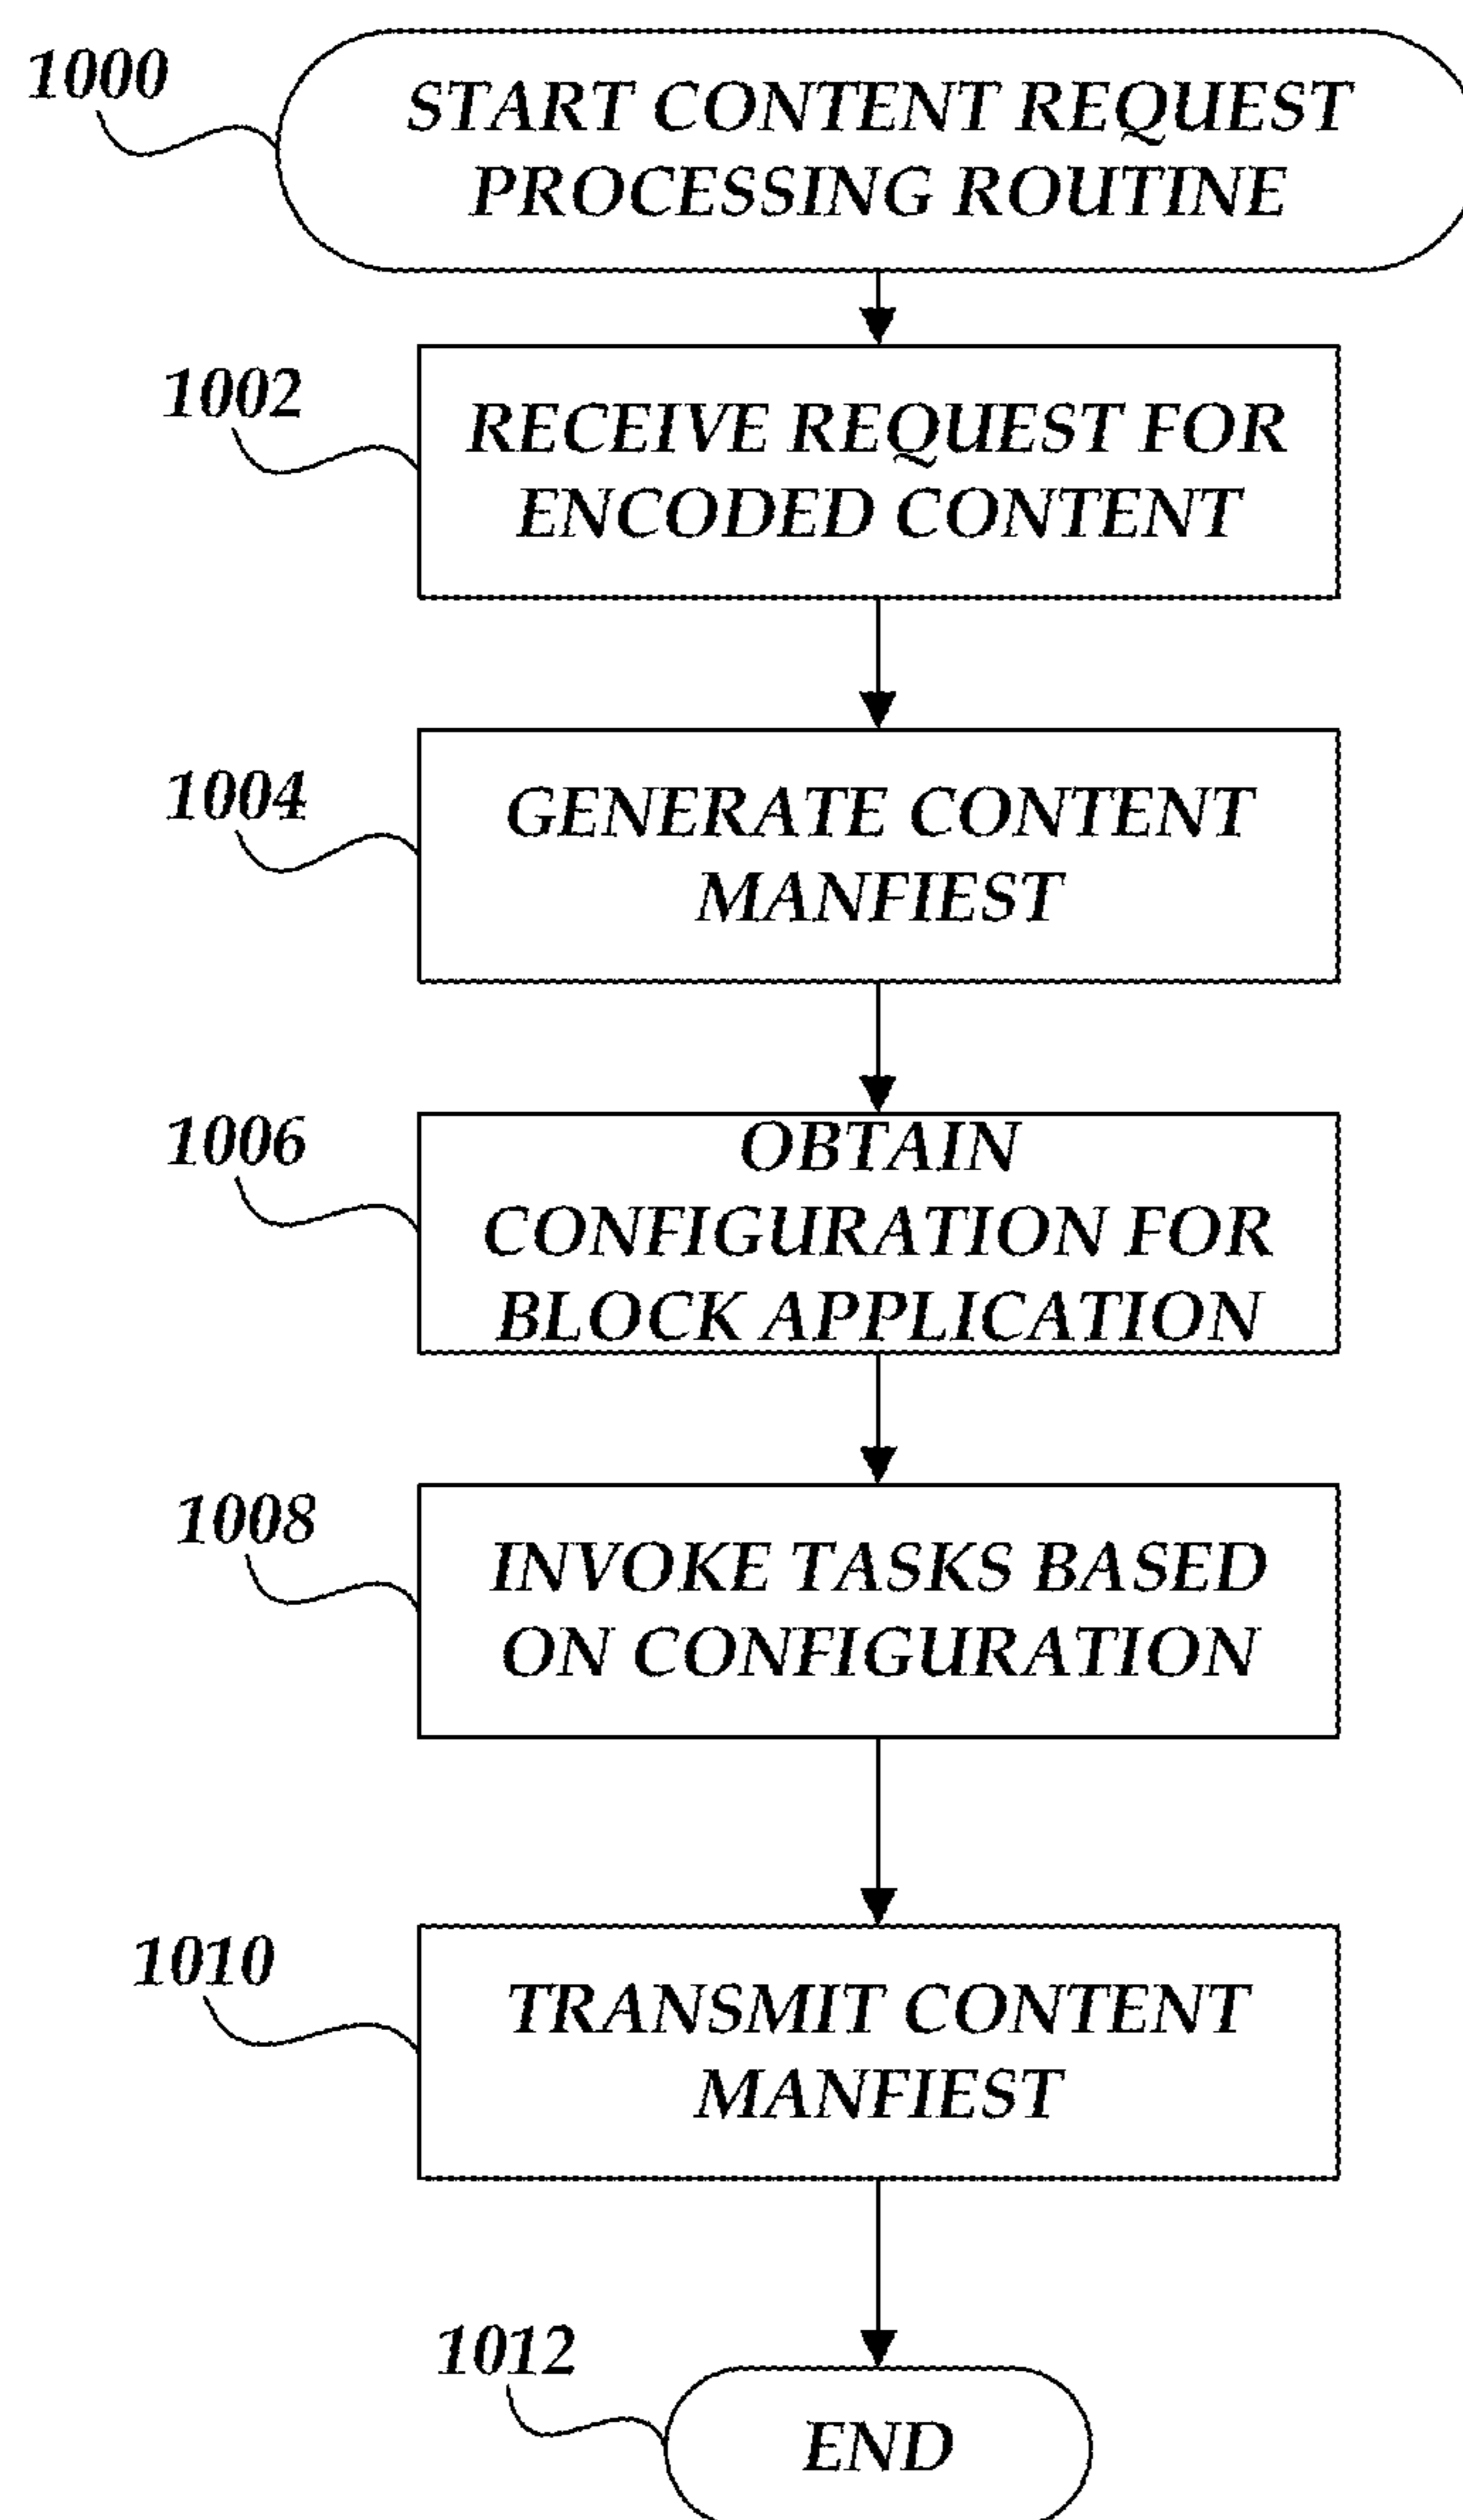 1000
START CONTENT REQUEST
PROCESSING ROUTINE
1002
RECEIVE REQUEST FOR
ENCODED CONTENT
1004
GENERATE CONTENT
MANFIEST
1006
OBTAIN
CONFIGURATION FOR
BLOCK APPLICATION
1008
INVOKE TASKS BASED
ON CONFIGURATION
1010
TRANSMIT CONTENT
MANFIEST
1012
END